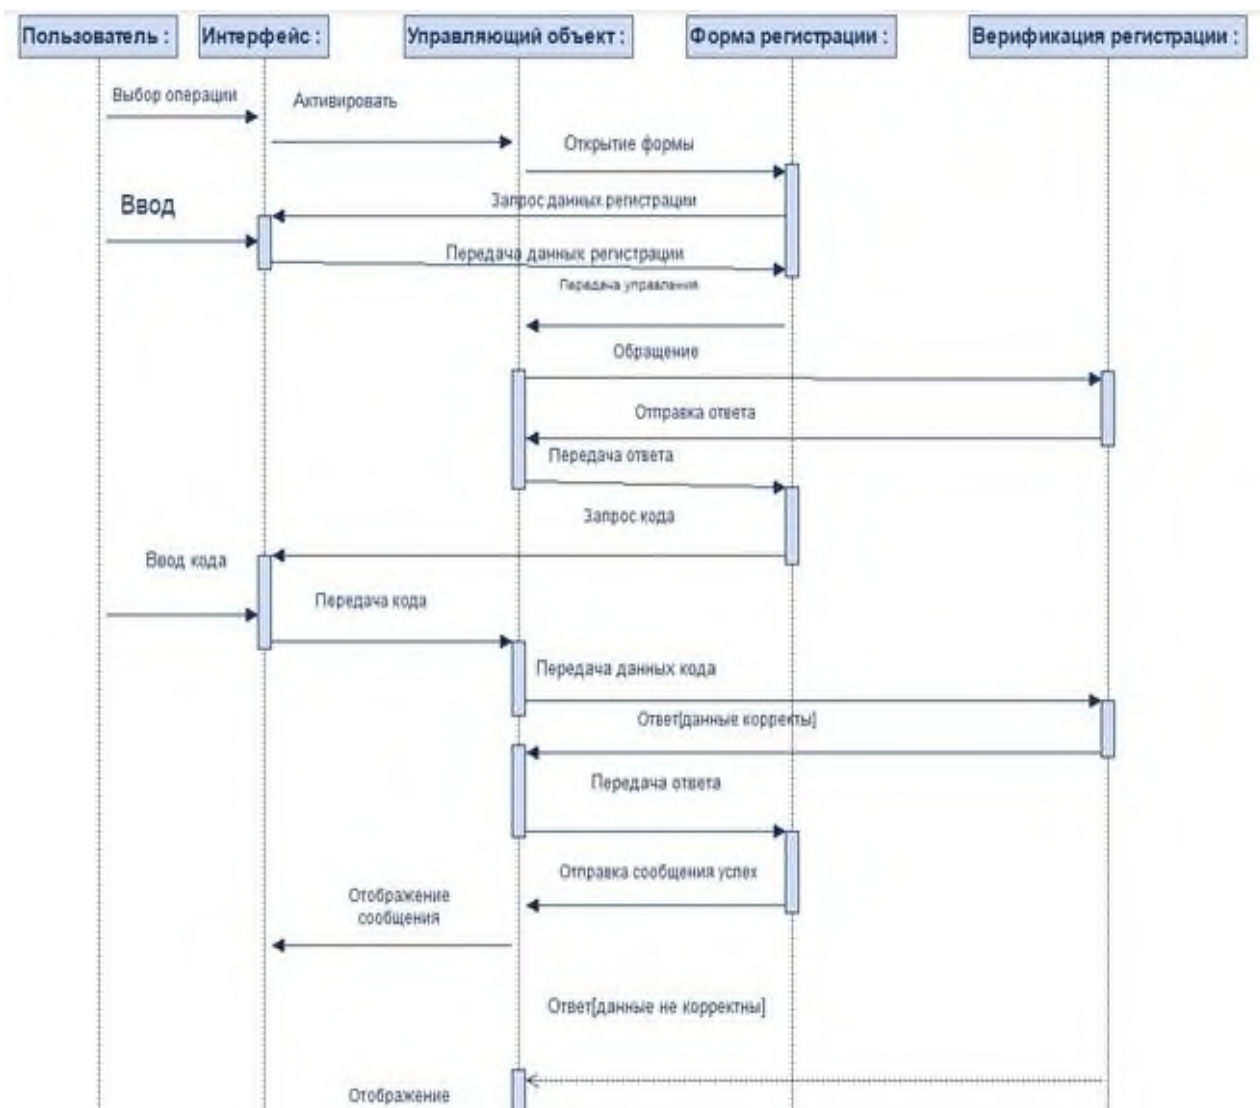 Пользователь :
Интерфейс :
Управляющий объект :
Форма регистрации :
Верификация регистрации :
Выбор операции
Активировать
Открытие формы
Запрос данных регистрации
Ввод
Передача данных регистрации
Передача управления
Обращение
Отправка ответа
Передача ответа
Запрос кода
Ввод кода
Передача кода
Передача данных кода
Ответ[данные корректы]
Передача ответа
Отправка сообщения успех
Отображение
сообщения
Ответ[данные не корректны]
Отображение